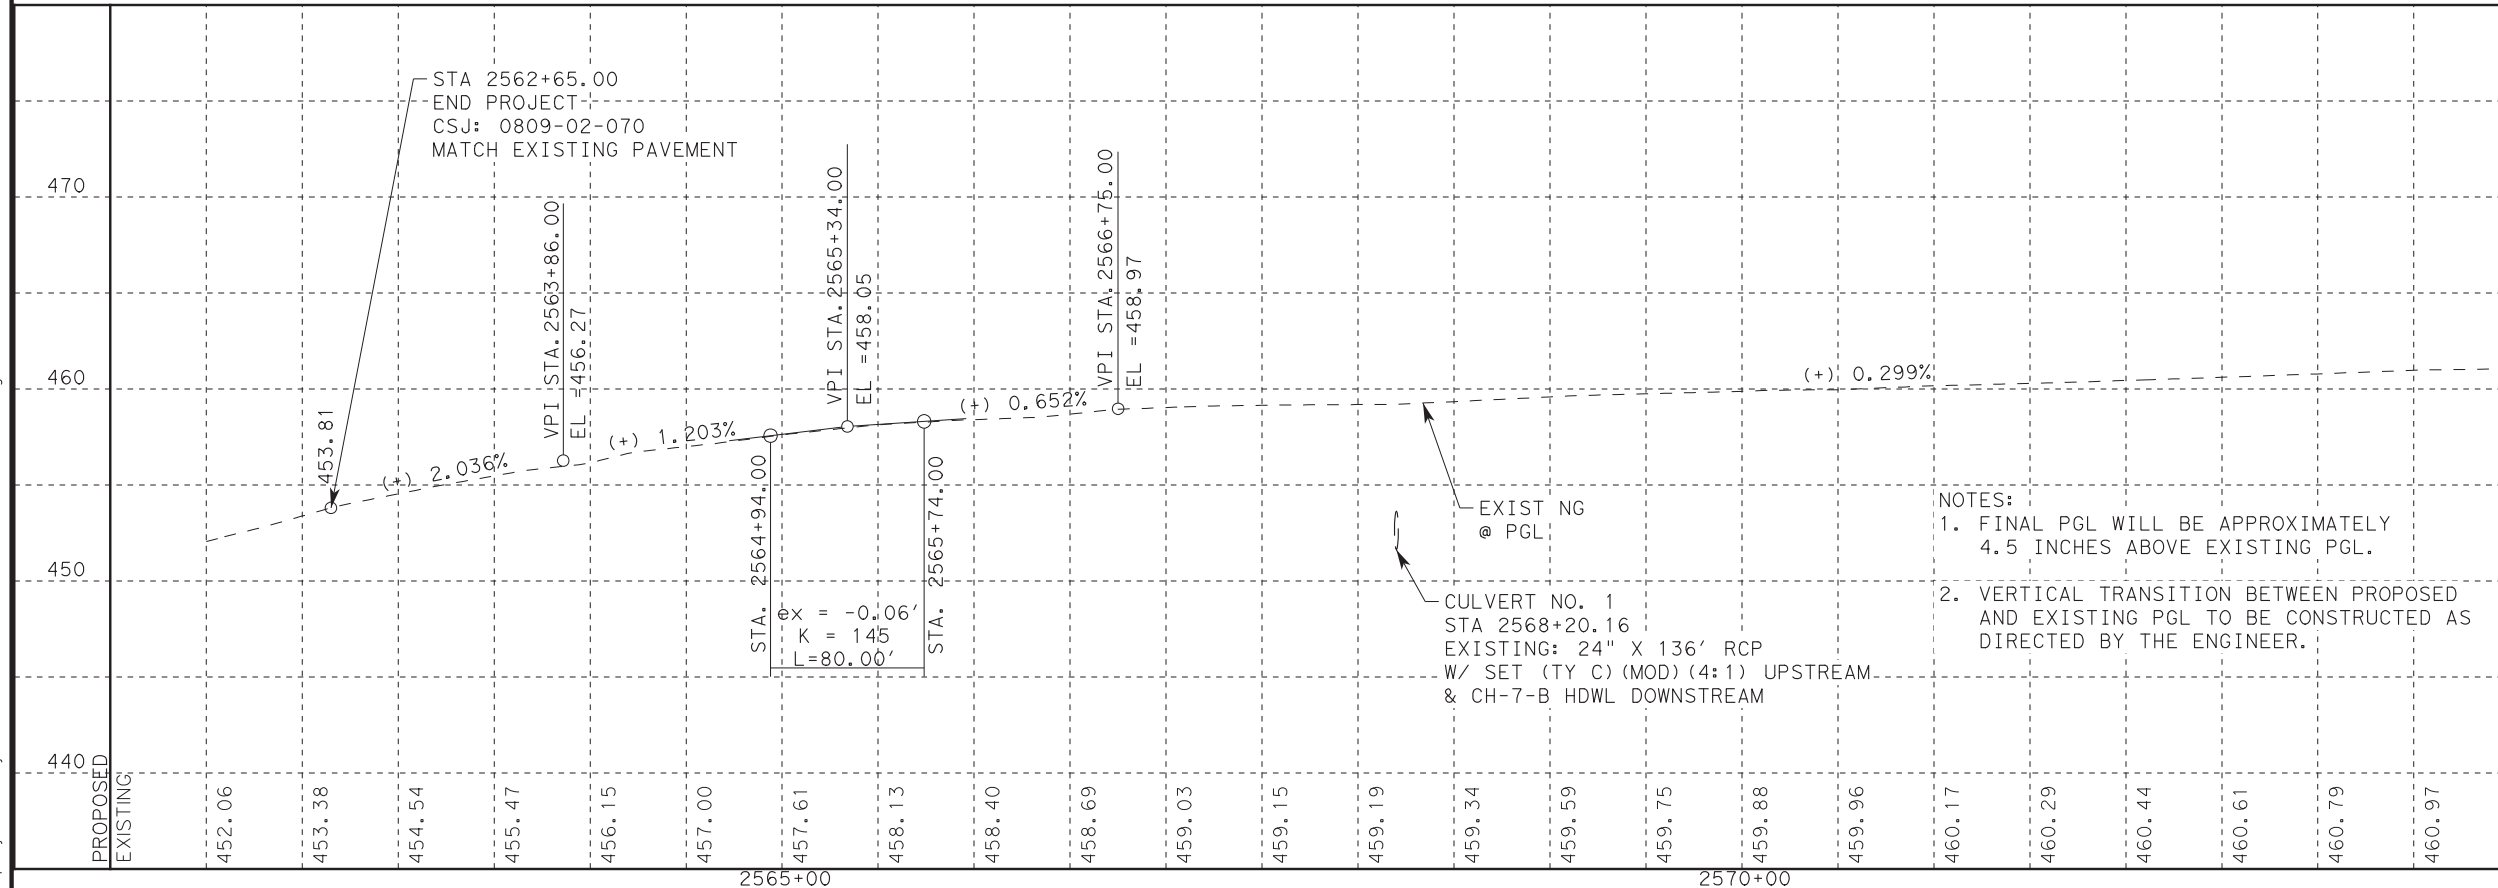 STA 2562+65.00
END PROJECT
CSJ: 0809-02-070
MATCH EXISTING PAVEMENT
470
460
450
440
453.81
(+) 2.036%
VPI STA.2563+86.00
EL =456.27
(+) 1.203%
VPI STA.2565+34.00
EL =458.05
(+) 0.652%
VPI STA.2566+75.00
EL =458.97
(+) 0.299%
STA. 2564+94.00
ex = -0.06'
K = 145
L=80.00'
STA. 2565+74.00
EXIST NG
@ PGL
CULVERT NO. 1
STA 2568+20.16
EXISTING: 24" X 136' RCP
W/ SET (TY C)(MOD)(4:1) UPSTREAM
& CH-7-B HDWL DOWNSTREAM
NOTES:
1. FINAL PGL WILL BE APPROXIMATELY
4.5 INCHES ABOVE EXISTING PGL.
2. VERTICAL TRANSITION BETWEEN PROPOSED
AND EXISTING PGL TO BE CONSTRUCTED AS
DIRECTED BY THE ENGINEER.
PROPOSED
EXISTING
452.06
453.38
454.54
455.47
456.15
457.00
457.61
458.13
458.40
458.69
459.03
459.15
459.19
459.34
459.59
459.75
459.88
459.96
460.17
460.29
460.44
460.61
460.79
460.97
2565+00
2570+00